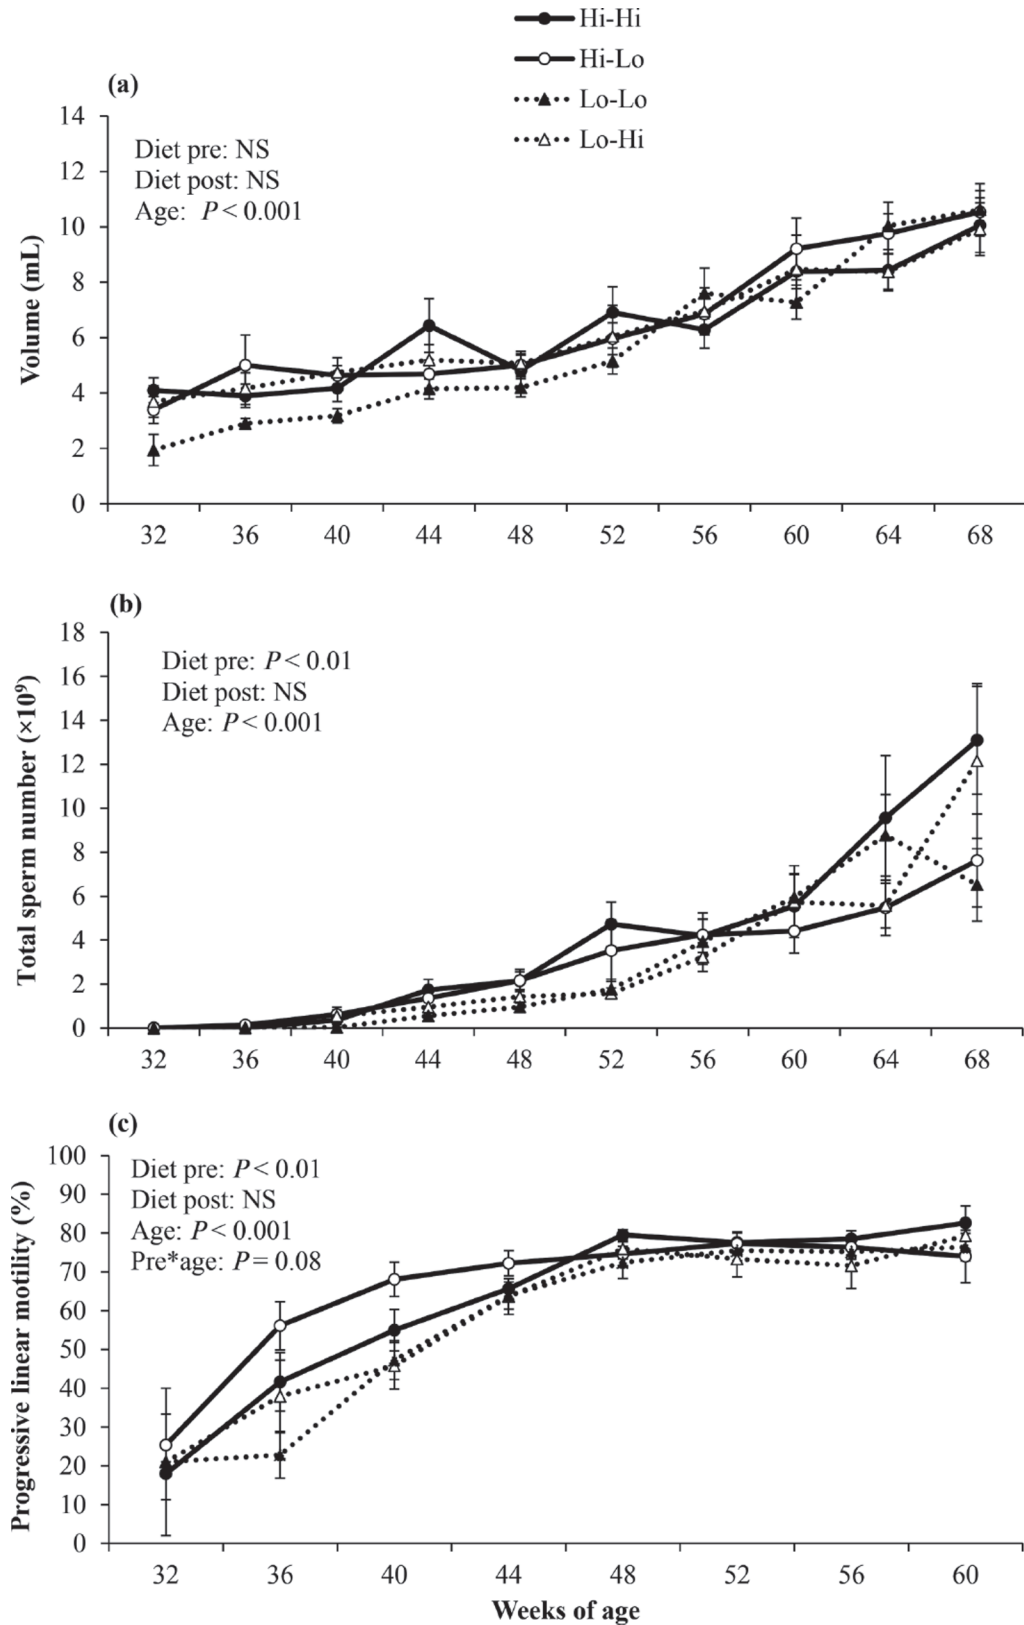 Hi-Hi
Hi-Lo
Lo-Lo
Lo-Hi
(a)
Volume (mL)
14
12
10
8
6
4
2
0
Diet pre: NS
Diet post: NS
Age: P < 0.001
32 36 40 44 48 52 56 60 64 68
(b)
Total sperm number (×10⁹)
18
16
14
12
10
8
6
4
2
0
Diet pre: P < 0.01
Diet post: NS
Age: P < 0.001
32 36 40 44 48 52 56 60 64 68
(c)
Progressive linear motility (%)
100
90
80
70
60
50
40
30
20
10
0
Diet pre: P < 0.01
Diet post: NS
Age: P < 0.001
Pre*age: P = 0.08
32 36 40 44 48 52 56 60
Weeks of age